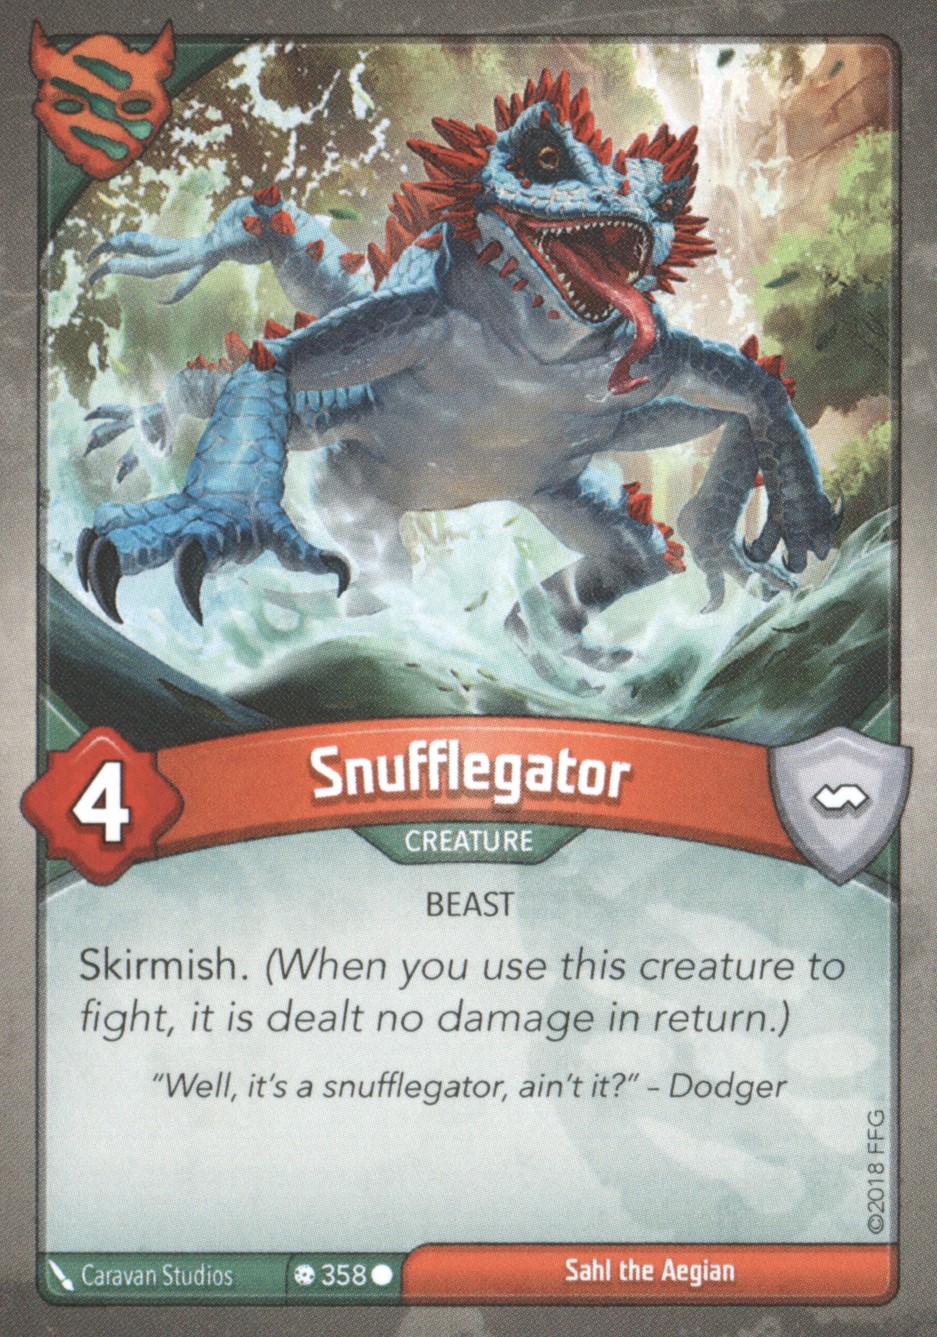 4
Snufflegator
CREATURE
BEAST
Skirmish. (When you use this creature to
fight, it is dealt no damage in return.)
“Well, it’s a snufflegator, ain’t it?” – Dodger
©2018 FFG
Caravan Studios
358
Sahl the Aegian